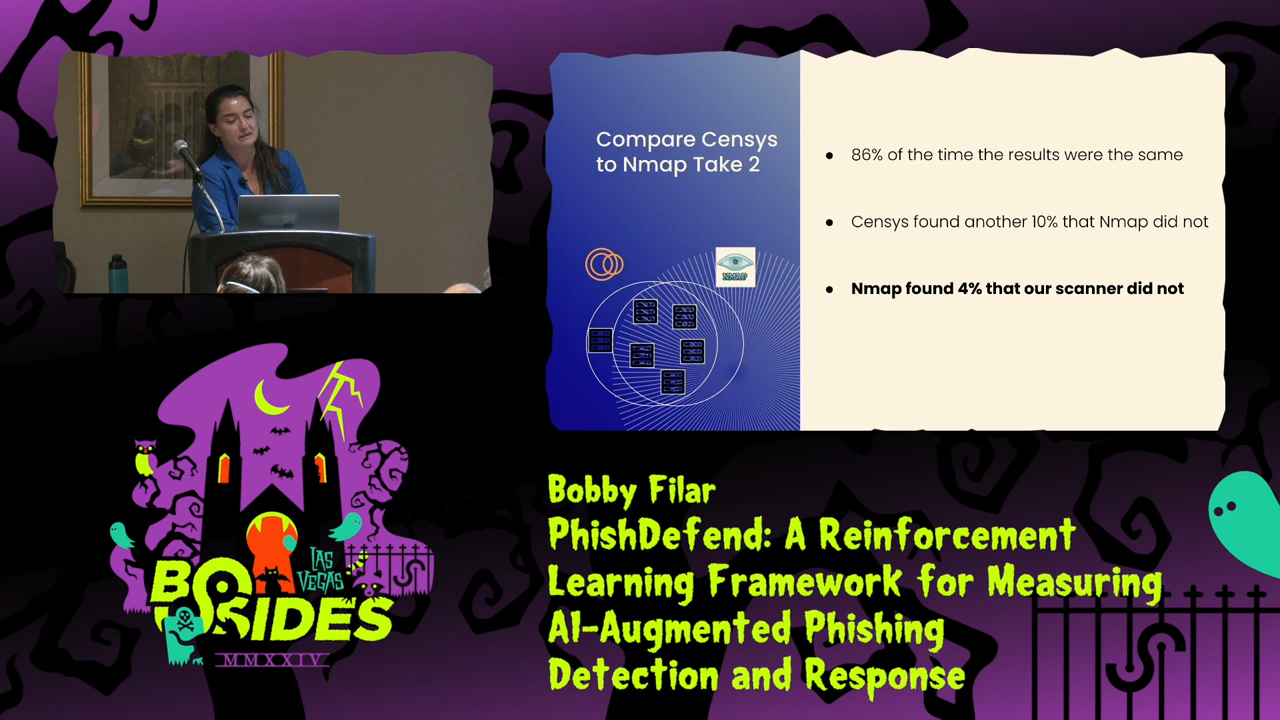 Compare Censys
to Nmap Take 2
NMAP
86% of the time the results were the same
Censys found another 10% that Nmap did not
Nmap found 4% that our scanner did not
BSIDES
LAS
VEGAS
MMXXIV
Bobby Filar
PhishDefend: A Reinforcement
Learning Framework for Measuring
AI-Augmented Phishing
Detection and Response